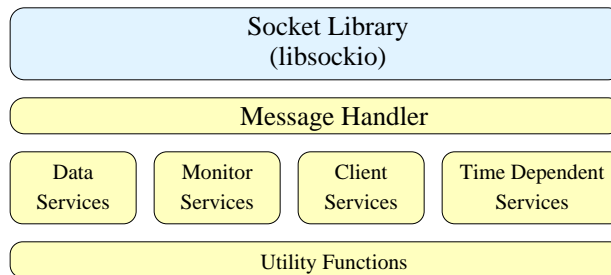 Socket Library
(libsockio)
Message Handler
Data
Services
Monitor
Services
Client
Services
Time Dependent
Services
Utility Functions